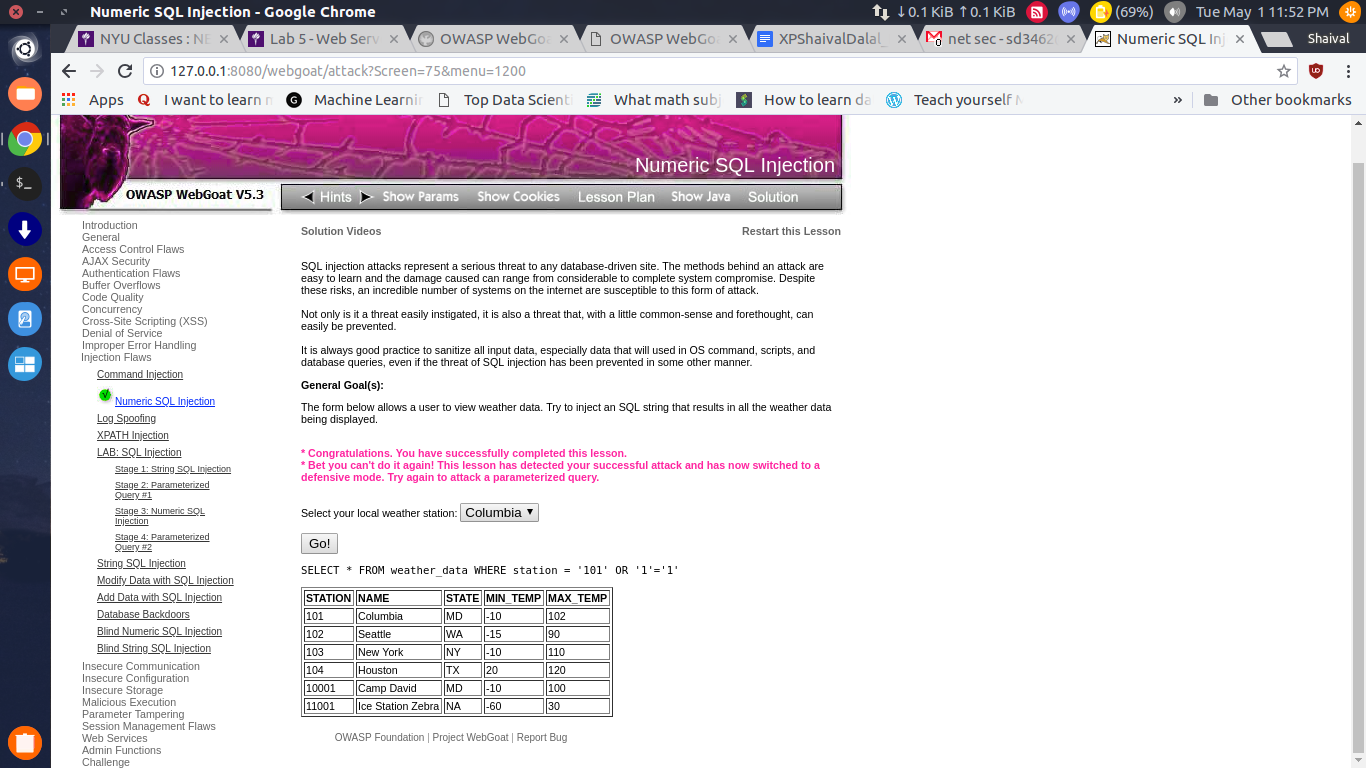 Numeric SQL Injection - Google Chrome
↓0.1 KiB ↑0.1 KiB (69%) Tue May 1 11:52 PM
NYU Classes : NE
Lab 5 - Web Serv
OWASP WebGoa
OWASP WebGoa
XPShaivalDalal_
net sec - sd3462
Numeric SQL Inj
Shaival
127.0.0.1:8080/webgoat/attack?Screen=75&menu=1200
Apps
I want to learn m
Machine Learnin
Top Data Scienti
What math subj
How to learn da
Teach yourself M
» Other bookmarks
Numeric SQL Injection
OWASP WebGoat V5.3
Hints Show Params Show Cookies Lesson Plan Show Java Solution
Introduction
General
Access Control Flaws
AJAX Security
Authentication Flaws
Buffer Overflows
Code Quality
Concurrency
Cross-Site Scripting (XSS)
Denial of Service
Improper Error Handling
Injection Flaws
Command Injection
Numeric SQL Injection
Log Spoofing
XPATH Injection
LAB: SQL Injection
Stage 1: String SQL Injection
Stage 2: Parameterized
Query #1
Stage 3: Numeric SQL
Injection
Stage 4: Parameterized
Query #2
String SQL Injection
Modify Data with SQL Injection
Add Data with SQL Injection
Database Backdoors
Blind Numeric SQL Injection
Blind String SQL Injection
Insecure Communication
Insecure Configuration
Insecure Storage
Malicious Execution
Parameter Tampering
Session Management Flaws
Web Services
Admin Functions
Challenge
Solution Videos Restart this Lesson
SQL injection attacks represent a serious threat to any database-driven site. The methods behind an attack are
easy to learn and the damage caused can range from considerable to complete system compromise. Despite
these risks, an incredible number of systems on the internet are susceptible to this form of attack.
Not only is it a threat easily instigated, it is also a threat that, with a little common-sense and forethought, can
easily be prevented.
It is always good practice to sanitize all input data, especially data that will used in OS command, scripts, and
database queries, even if the threat of SQL injection has been prevented in some other manner.
General Goal(s):
The form below allows a user to view weather data. Try to inject an SQL string that results in all the weather data
being displayed.
* Congratulations. You have successfully completed this lesson.
* Bet you can't do it again! This lesson has detected your successful attack and has now switched to a
defensive mode. Try again to attack a parameterized query.
Select your local weather station: Columbia
Go!
SELECT * FROM weather_data WHERE station = '101' OR '1'='1'
STATION NAME STATE MIN_TEMP MAX_TEMP
101 Columbia MD -10 102
102 Seattle WA -15 90
103 New York NY -10 110
104 Houston TX 20 120
10001 Camp David MD -10 100
11001 Ice Station Zebra NA -60 30
OWASP Foundation | Project WebGoat | Report Bug